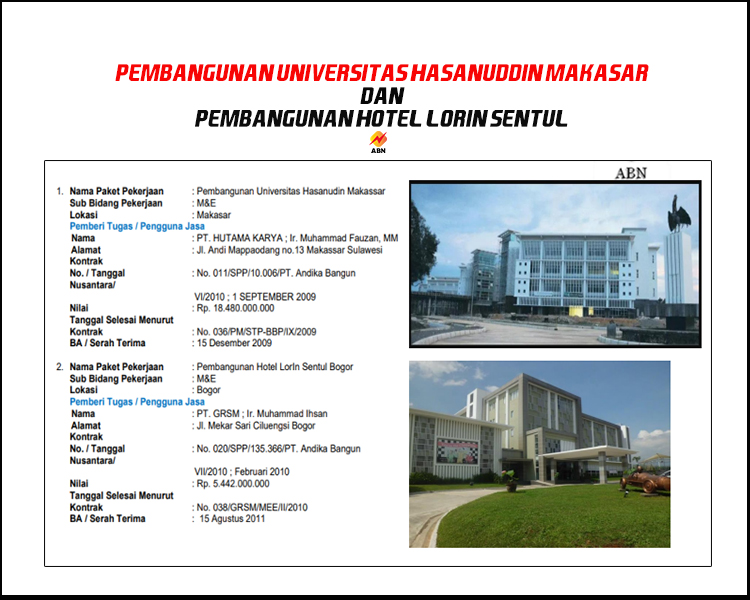 PEMBANGUNAN UNIVERSITAS HASANUDDIN MAKASAR
DAN
PEMBANGUNAN HOTEL LORIN SENTUL
ABN
ABN
1. Nama Paket Pekerjaan : Pembangunan Universitas Hasanudin Makassar
Sub Bidang Pekerjaan : M&E
Lokasi : Makasar
Pemberi Tugas / Pengguna Jasa
Nama : PT. HUTAMA KARYA ; Ir. Muhammad Fauzan, MM
Alamat : Jl. Andi Mappaodang no.13 Makassar Sulawesi
Kontrak
No. / Tanggal : No. 011/SPP/10.006/PT. Andika Bangun
Nusantara/
VI/2010 ; 1 SEPTEMBER 2009
Nilai : Rp. 18.480.000.000
Tanggal Selesai Menurut
Kontrak : No. 036/PM/STP-BBP/IX/2009
BA / Serah Terima : 15 Desember 2009
2. Nama Paket Pekerjaan : Pembangunan Hotel LorIn Sentul Bogor
Sub Bidang Pekerjaan : M&E
Lokasi : Bogor
Pemberi Tugas / Pengguna Jasa
Nama : PT. GRSM ; Ir. Muhammad Ihsan
Alamat : Jl. Mekar Sari Ciluengsi Bogor
Kontrak
No. / Tanggal : No. 020/SPP/135.366/PT. Andika Bangun
Nusantara/
VII/2010 ; Februari 2010
Nilai : Rp. 5.442.000.000
Tanggal Selesai Menurut
Kontrak : No. 038/GRSM/MEE/II/2010
BA / Serah Terima : 15 Agustus 2011